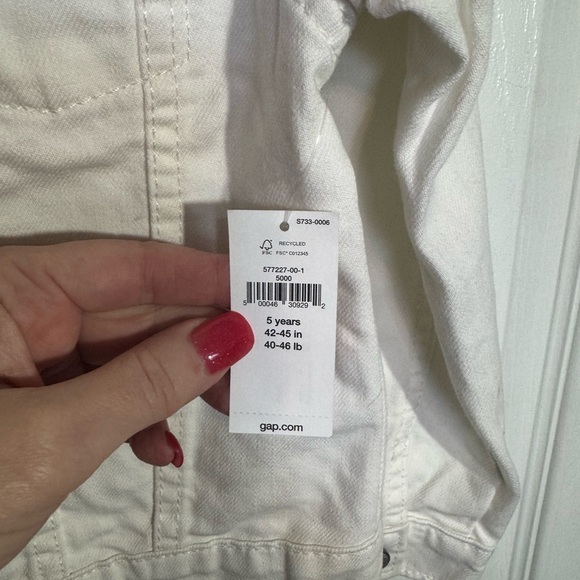 S733-0006
RECYCLED
FSC FSC® C012345
577227-00-1
5000
5 00046 30929 2
5 years
42-45 in
40-46 lb
gap.com